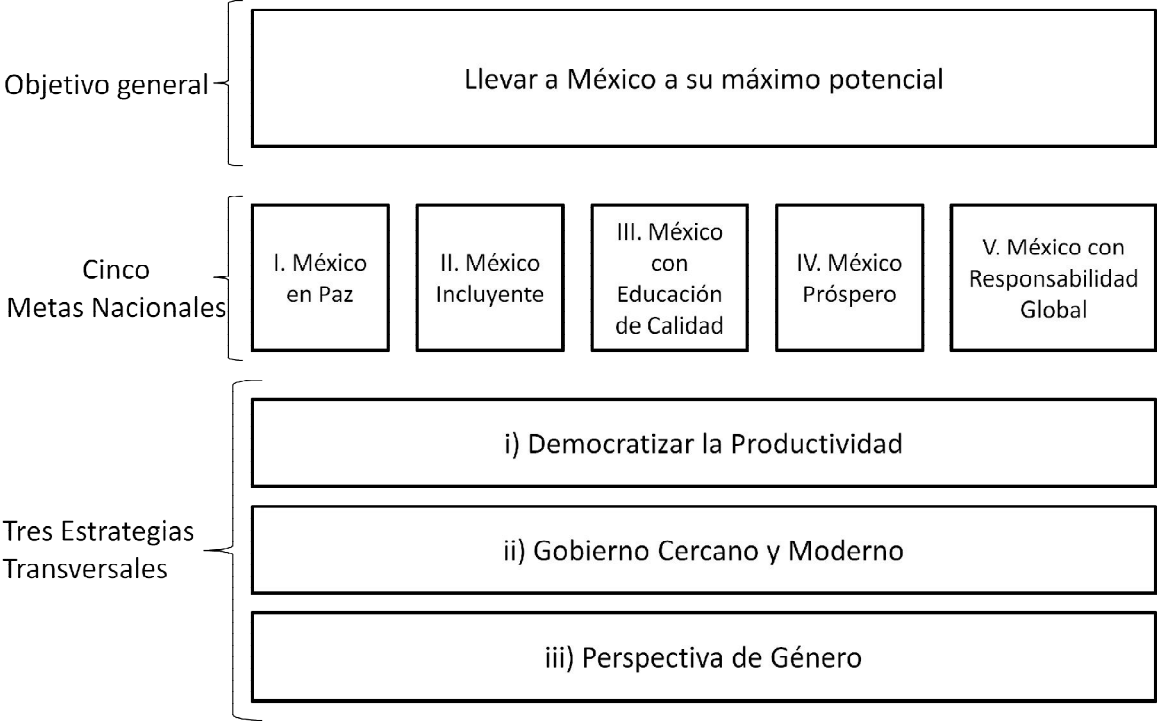 Objetivo general
Llevar a México a su máximo potencial
Cinco
Metas Nacionales
I. México
en Paz
II. México
Incluyente
III. México
con
Educación
de Calidad
IV. México
Próspero
V. México con
Responsabilidad
Global
Tres Estrategias
Transversales
i) Democratizar la Productividad
ii) Gobierno Cercano y Moderno
iii) Perspectiva de Género